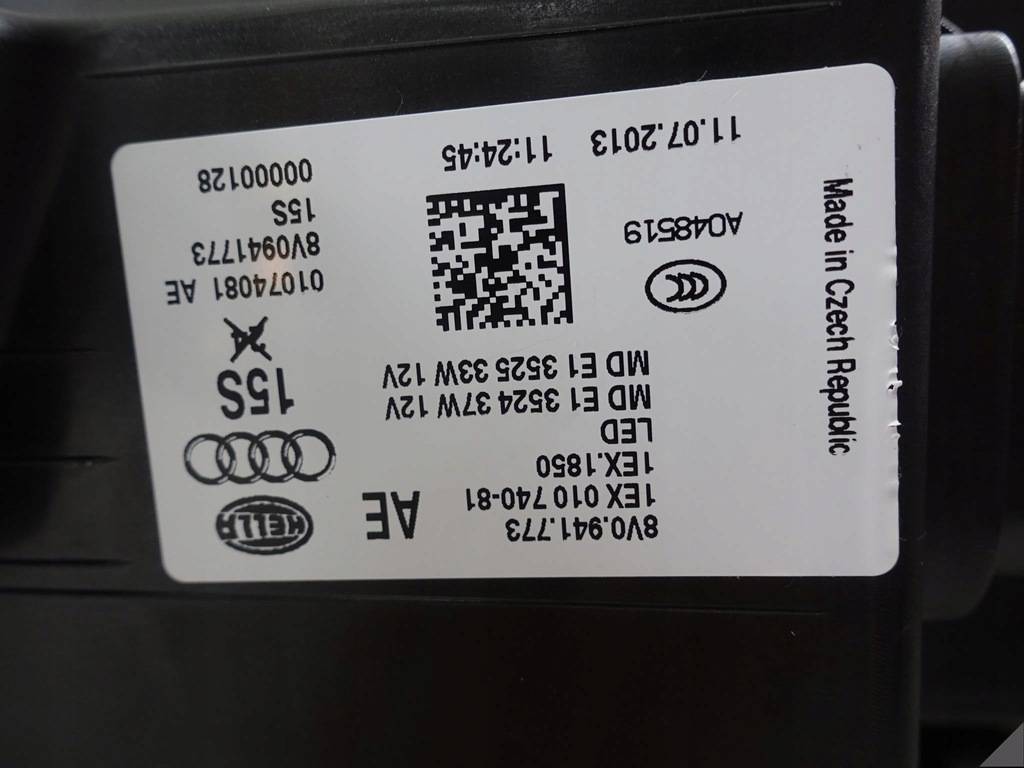 8V0.941.773
1EX 010 740-81
1EX.1850
LED
MD E1 3524 37W 12V
MD E1 3525 33W 12V
AE
HELLA
15S
24
01074081 AE
8V0941773
15S
00000128
CCC
A048519
11.07.2013 11:24:45
Made in Czech Republic